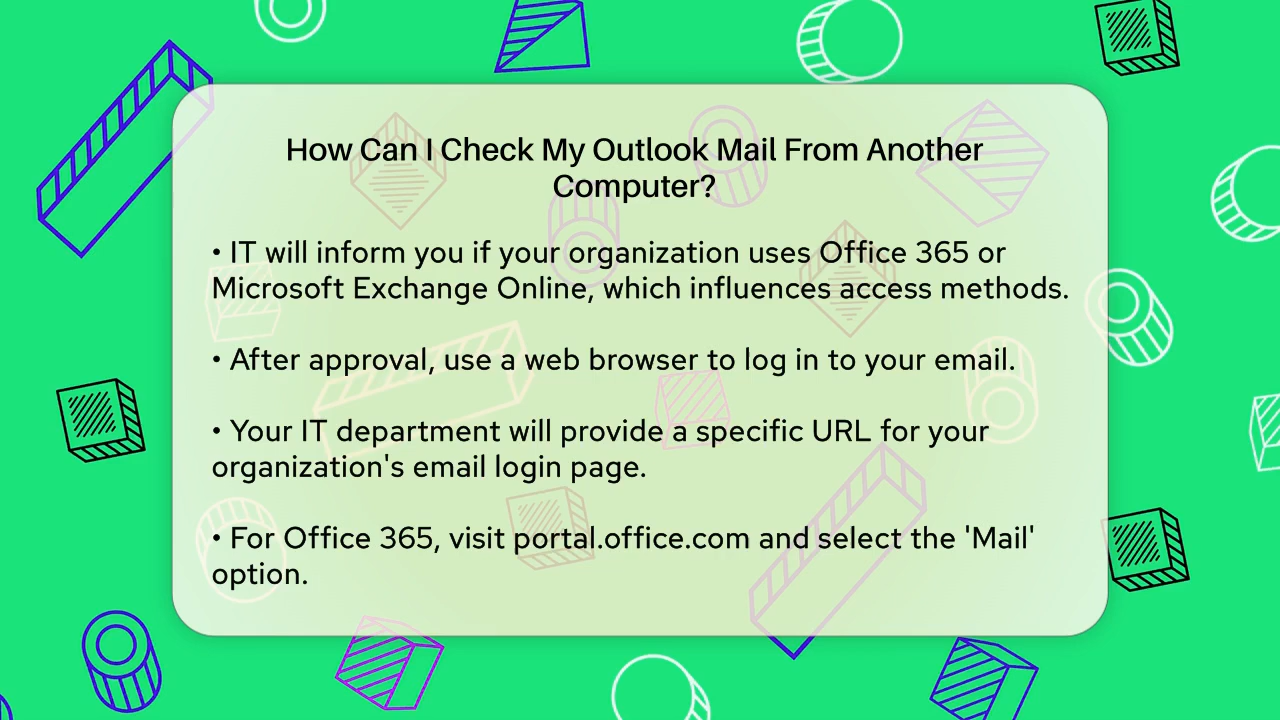 How Can I Check My Outlook Mail From Another
Computer?
• IT will inform you if your organization uses Office 365 or
Microsoft Exchange Online, which influences access methods.
• After approval, use a web browser to log in to your email.
• Your IT department will provide a specific URL for your
organization's email login page.
• For Office 365, visit portal.office.com and select the 'Mail'
option.